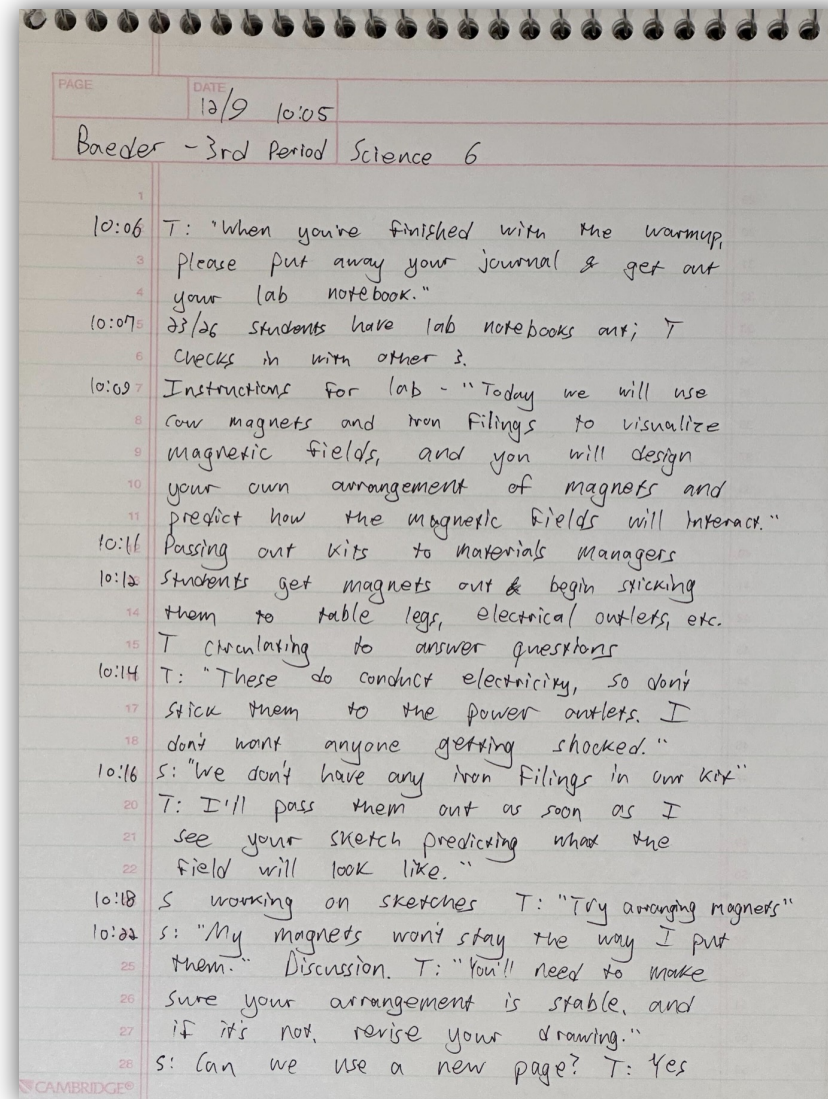 PAGE
DATE
12/9 10:05
Baeder - 3rd Period Science 6
1
10:06 T: "When you're finished with the warmup,
3 please put away your journal & get out
4 your lab notebook."
10:07 5 23/26 students have lab notebooks out; T
6 checks in with other 3.
10:09 7 Instructions for lab - "Today we will use
8 cow magnets and iron filings to visualize
9 magnetic fields, and you will design
10 your own arrangement of magnets and
11 predict how the magnetic fields will interact."
10:11 Passing out kits to materials managers
10:12 Students get magnets out & begin sticking
14 them to table legs, electrical outlets, etc.
15 T circulating to answer questions
10:14 T: "These do conduct electricity, so don't
17 stick them to the power outlets. I
18 don't want anyone getting shocked."
10:16 S: "We don't have any iron filings in our kit"
20 T: I'll pass them out as soon as I
21 see your sketch predicting what the
22 field will look like."
10:18 S working on sketches T: "Try arranging magnets"
10:22 S: "My magnets won't stay the way I put
25 them." Discussion. T: "You'll need to make
26 sure your arrangement is stable, and
27 if it's not, revise your drawing."
28 S: Can we use a new page? T: Yes
CAMBRIDGE®